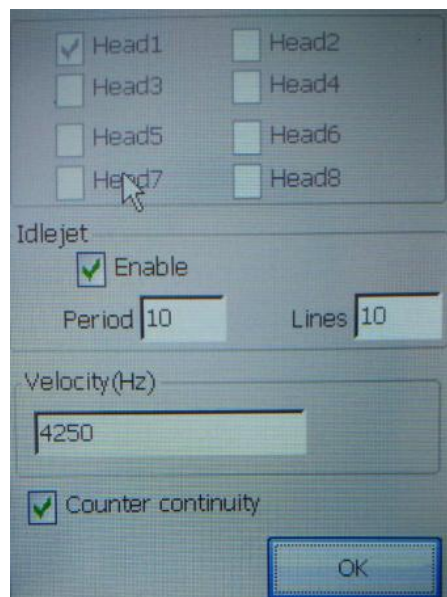 Head1 Head2
Head3 Head4
Head5 Head6
Head7 Head8
Idlejet
Enable
Period 10 Lines 10
Velocity(Hz)
4250
Counter continuity
OK